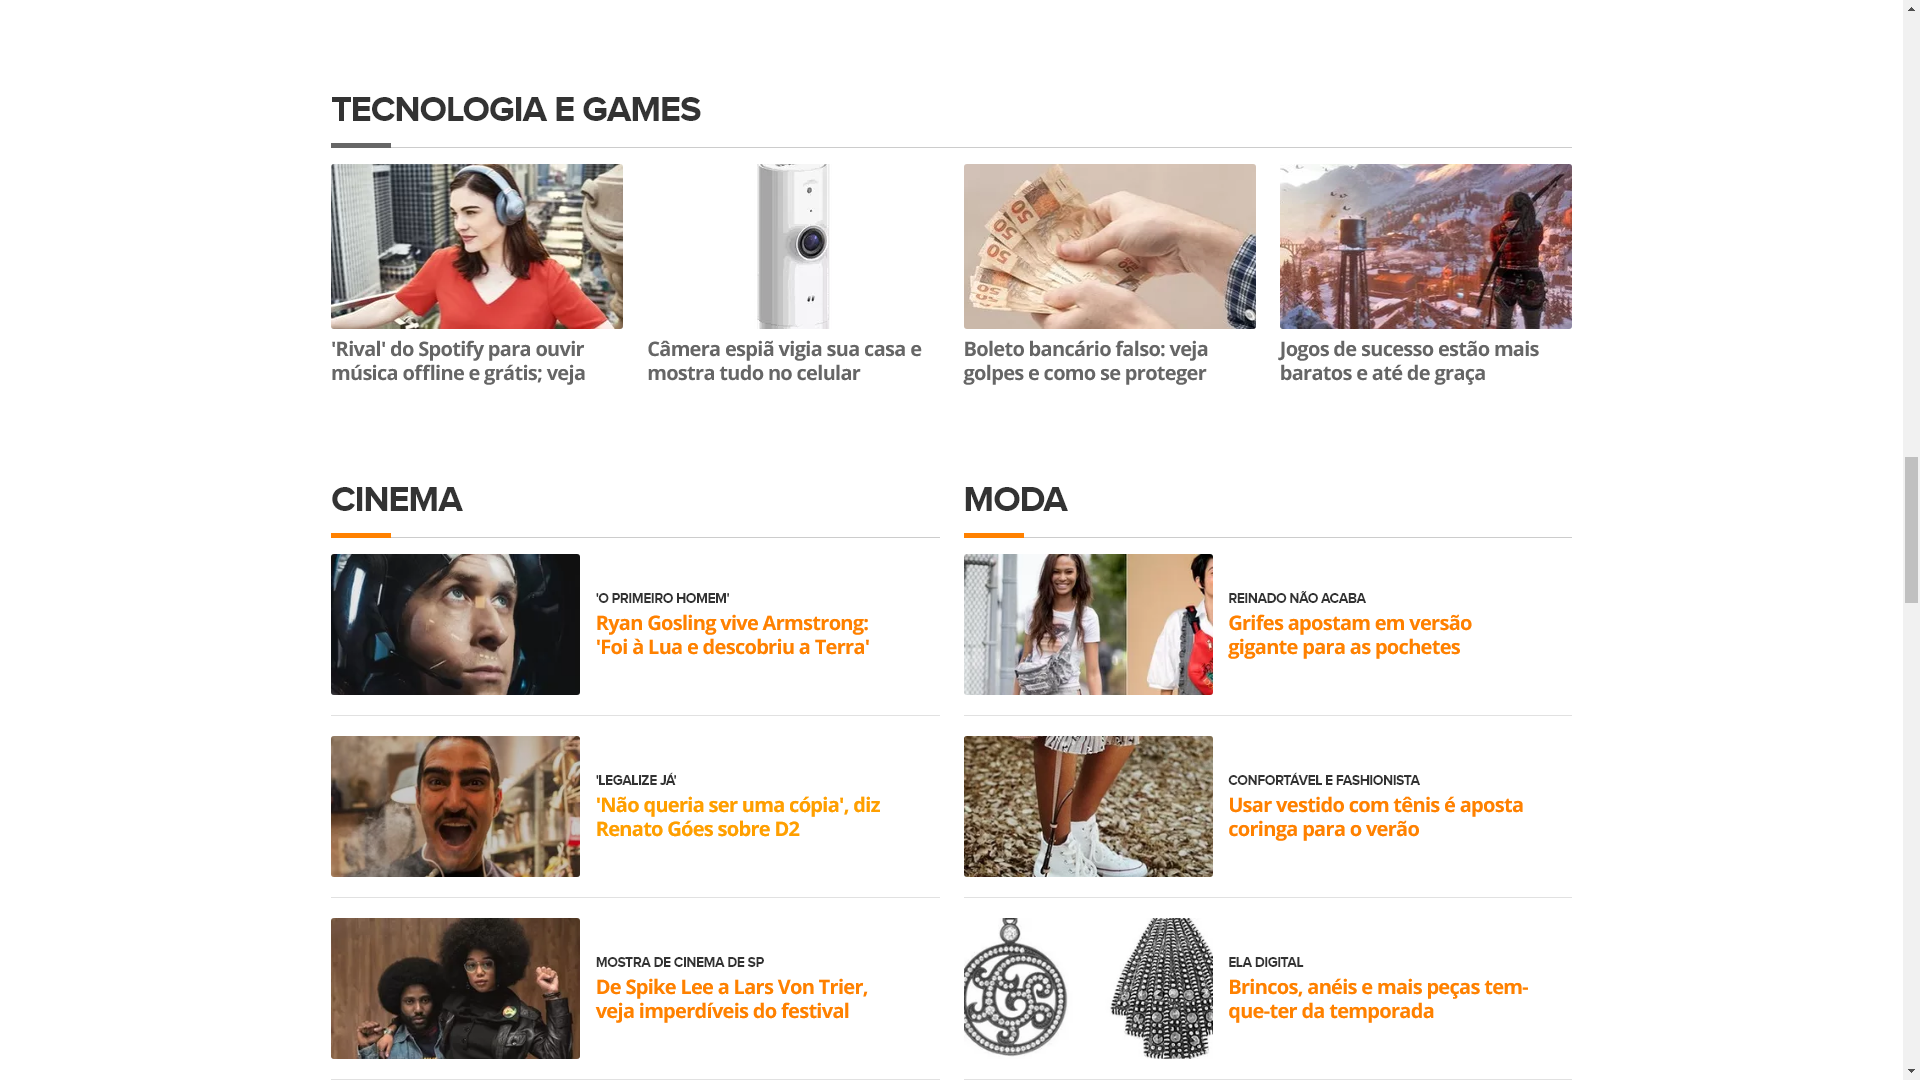 TECNOLOGIA E GAMES
'Rival' do Spotify para ouvir
música offline e grátis; veja
Câmera espiã vigia sua casa e
mostra tudo no celular
Boleto bancário falso: veja
golpes e como se proteger
Jogos de sucesso estão mais
baratos e até de graça
CINEMA
'O PRIMEIRO HOMEM'
Ryan Gosling vive Armstrong:
'Foi à Lua e descobriu a Terra'
'LEGALIZE JÁ'
'Não queria ser uma cópia', diz
Renato Góes sobre D2
MOSTRA DE CINEMA DE SP
De Spike Lee a Lars Von Trier,
veja imperdíveis do festival
MODA
REINADO NÃO ACABA
Grifes apostam em versão
gigante para as pochetes
CONFORTÁVEL E FASHIONISTA
Usar vestido com tênis é aposta
coringa para o verão
ELA DIGITAL
Brincos, anéis e mais peças tem-
que-ter da temporada
50
50
50
50
50